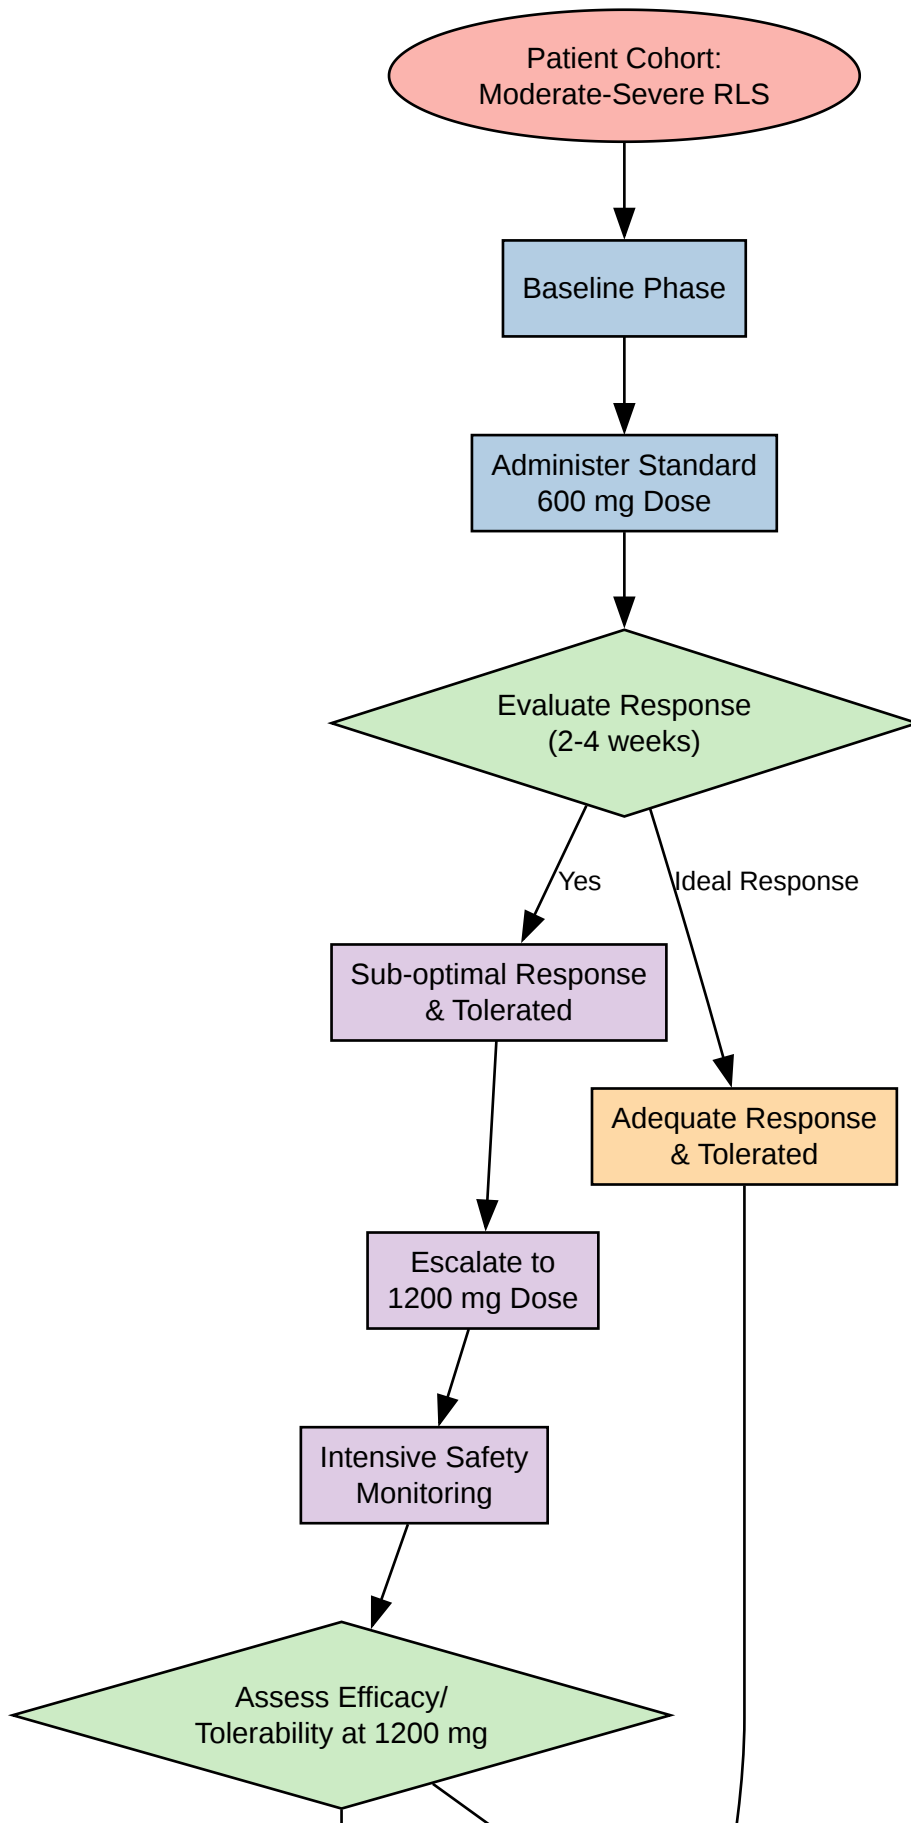 Patient Cohort:
Moderate-Severe RLS
Baseline Phase
Administer Standard
600 mg Dose
Evaluate Response
(2-4 weeks)
Yes
Ideal Response
Sub-optimal Response
& Tolerated
Adequate Response
& Tolerated
Escalate to
1200 mg Dose
Intensive Safety
Monitoring
Assess Efficacy/
Tolerability at 1200 mg